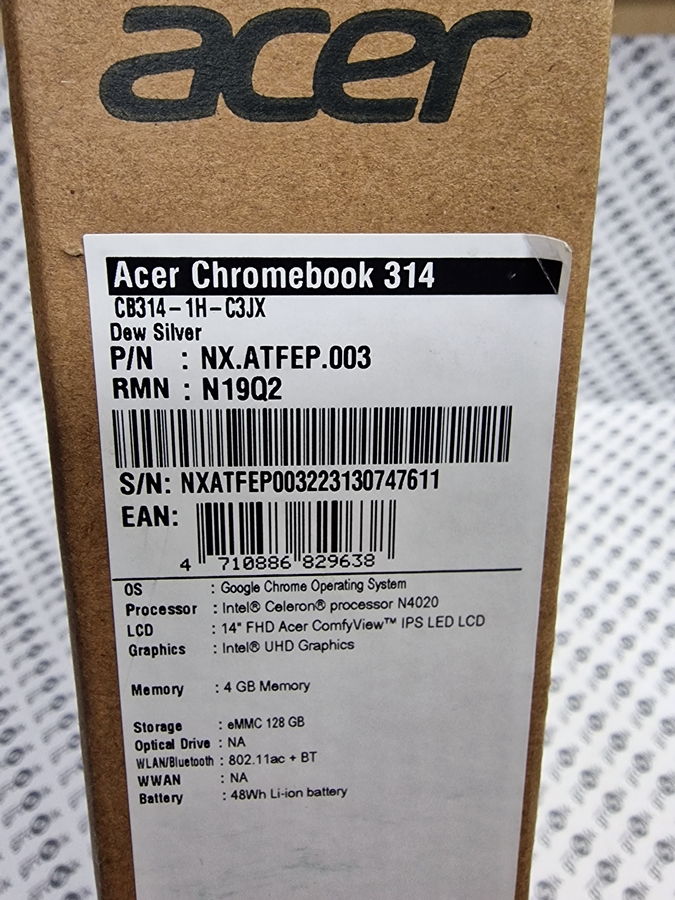 acer
Acer Chromebook 314
CB314-1H-C3JX
Dew Silver
P/N : NX.ATFEP.003
RMN : N19Q2
S/N: NXATFEP003223130747611
EAN:
4 710886 829638
OS : Google Chrome Operating System
Processor : Intel® Celeron® processor N4020
LCD : 14" FHD Acer ComfyView™ IPS LED LCD
Graphics : Intel® UHD Graphics
Memory : 4 GB Memory
Storage : eMMC 128 GB
Optical Drive : NA
WLAN/Bluetooth : 802.11ac + BT
WWAN : NA
Battery : 48Wh Li-ion battery